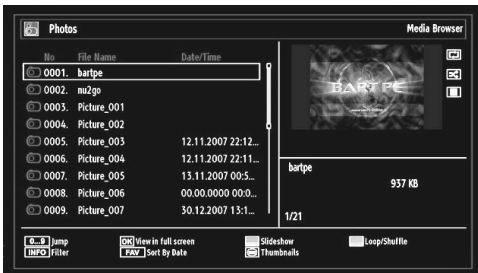 Photos Media Browser
No File Name Date/Time
0001. bartpe
0002. nu2go
0003. Picture_001
0004. Picture_002
0005. Picture_003 12.11.2007 22:12...
0006. Picture_004 12.11.2007 22:11...
0007. Picture_005 13.11.2007 00:5...
0008. Picture_006 00.00.0000 00:0...
0009. Picture_007 30.12.2007 13:1...
BART PE
bartpe
937 KB
1/21
0...9 Jump OK View in full screen Slideshow Loop/Shuffle
INFO Filter FAV Sort By Date Thumbnails